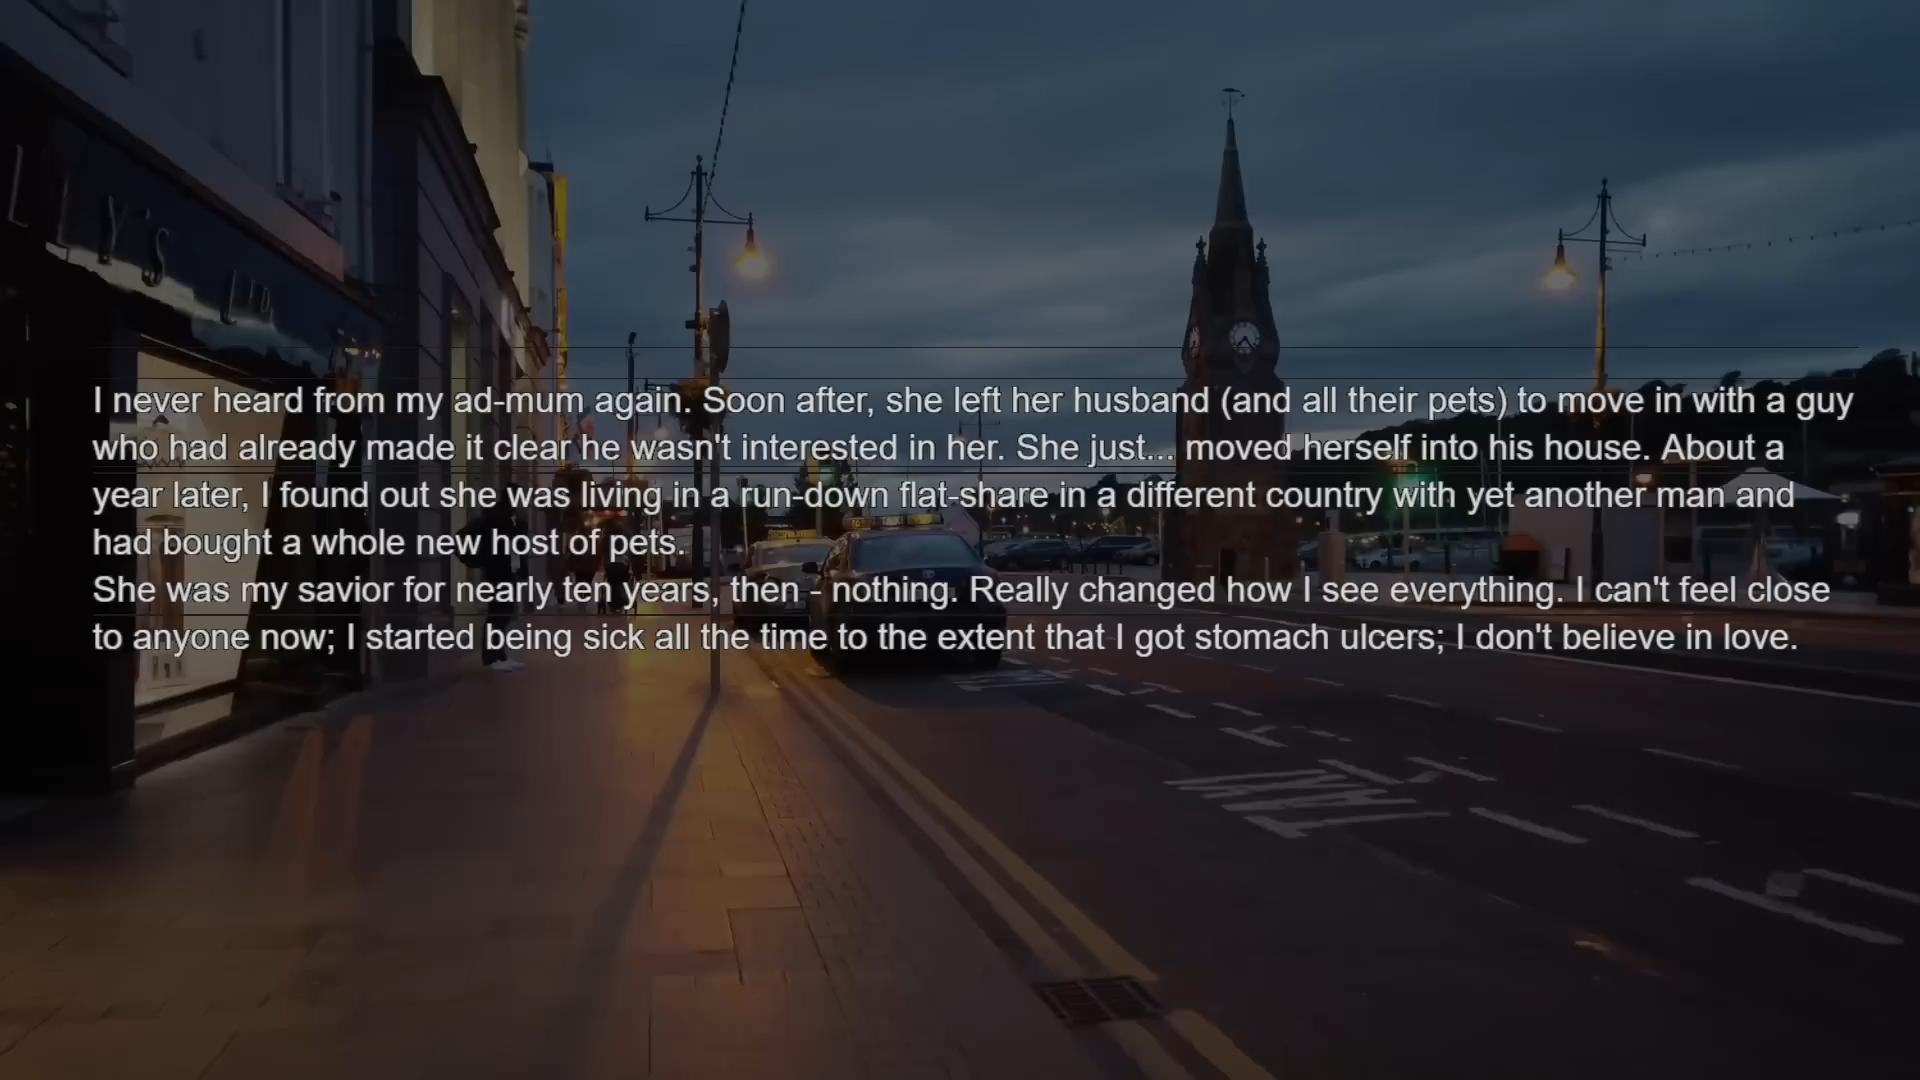 LLY'S LTD
I never heard from my ad-mum again. Soon after, she left her husband (and all their pets) to move in with a guy
who had already made it clear he wasn't interested in her. She just... moved herself into his house. About a
year later, I found out she was living in a run-down flat-share in a different country with yet another man and
had bought a whole new host of pets.
She was my savior for nearly ten years, then - nothing. Really changed how I see everything. I can't feel close
to anyone now; I started being sick all the time to the extent that I got stomach ulcers; I don't believe in love.